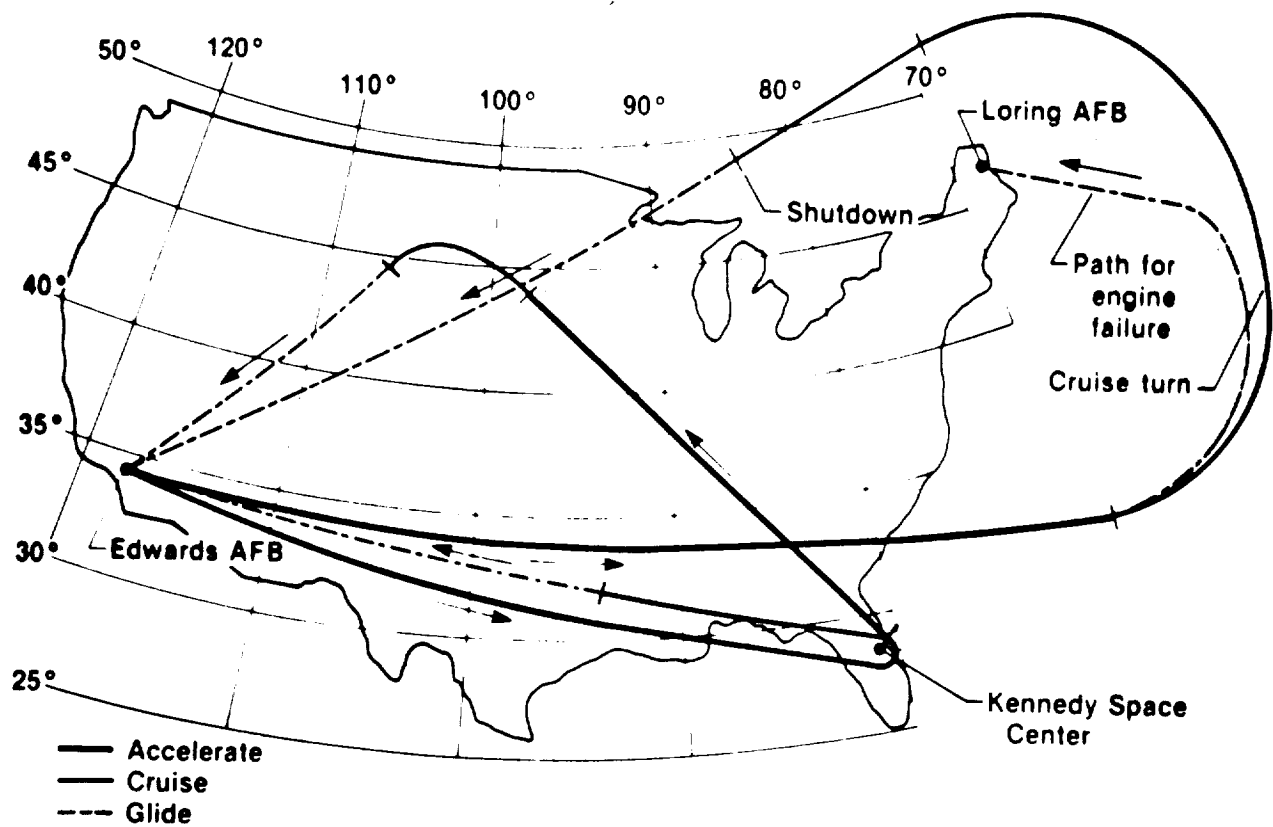 50° 120°
110°
100°
90°
80°
70°
Loring AFB
45°
Shutdown
Path for
engine
failure
40°
Cruise turn
35°
30°
Edwards AFB
25°
Kennedy Space
Center
Accelerate
Cruise
Glide